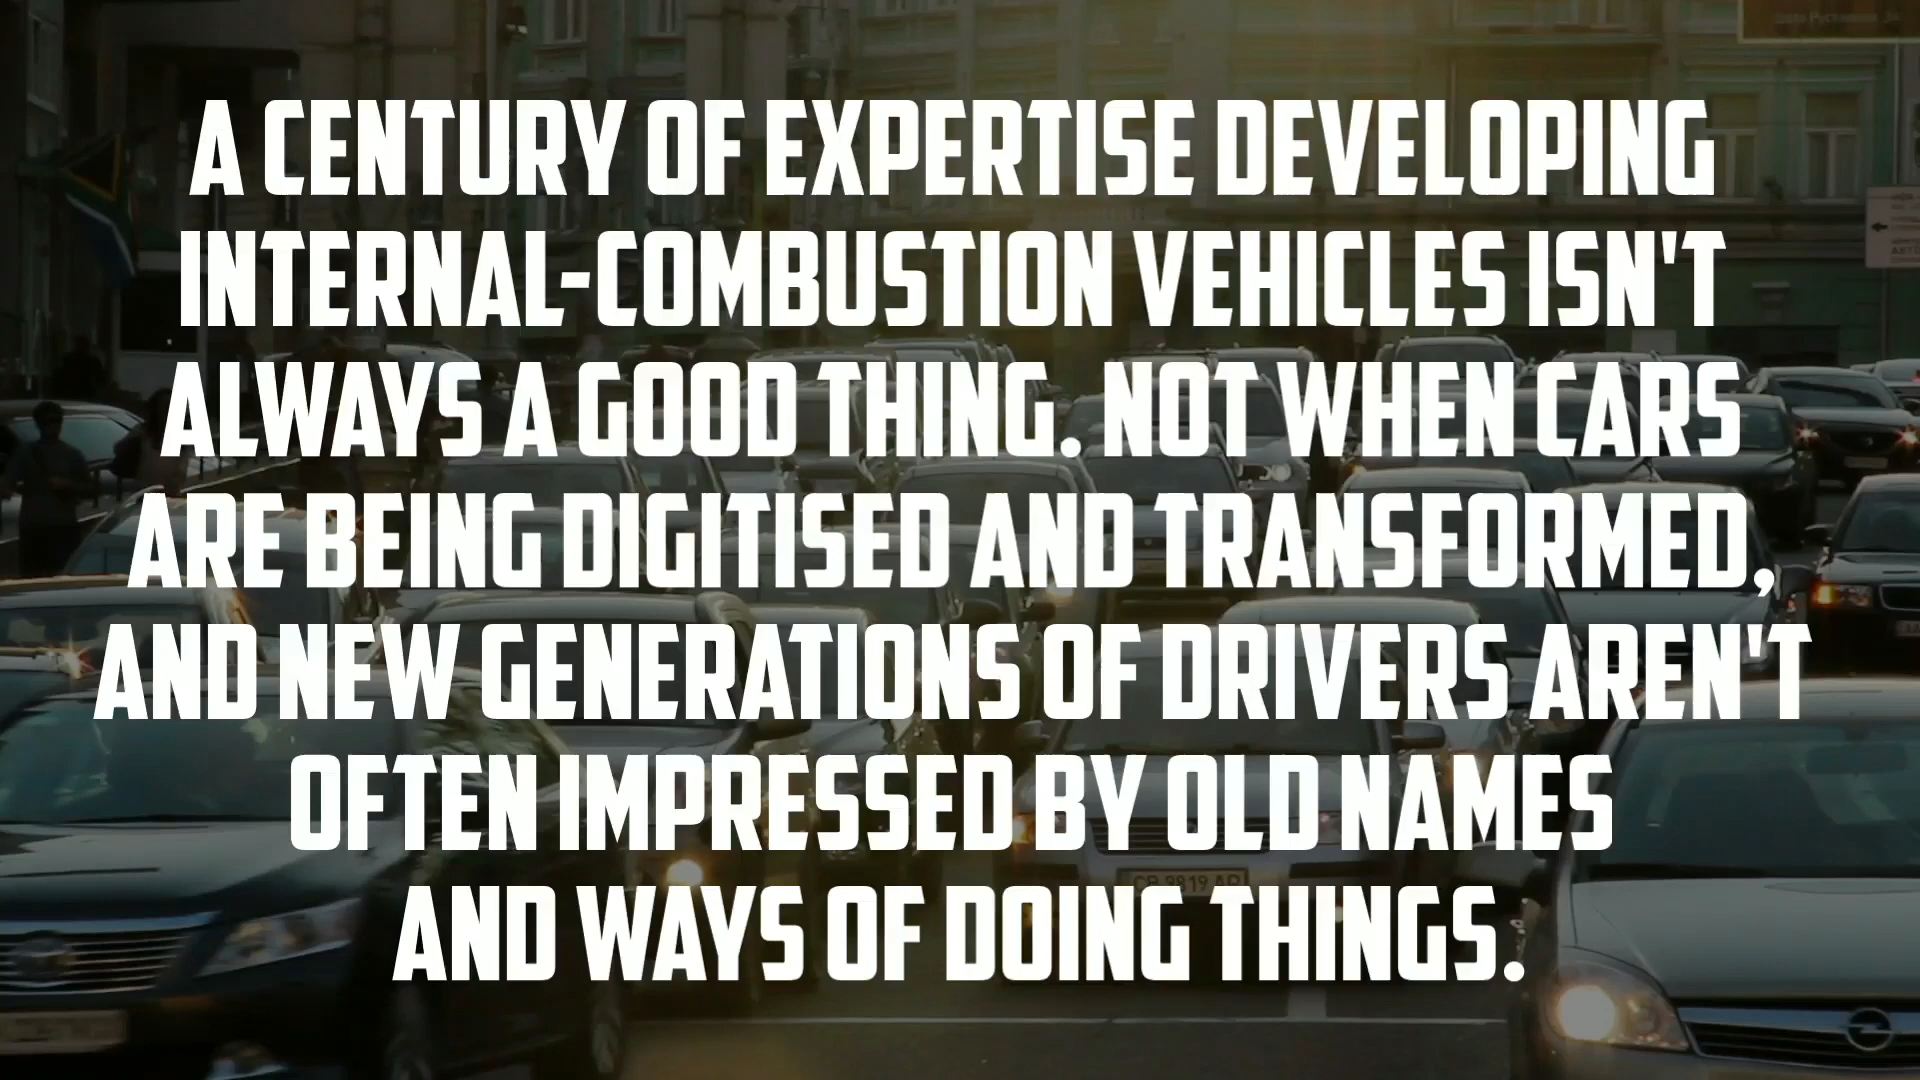 A CENTURY OF EXPERTISE DEVELOPING
INTERNAL-COMBUSTION VEHICLES ISN'T
ALWAYS A GOOD THING. NOT WHEN CARS
ARE BEING DIGITISED AND TRANSFORMED,
AND NEW GENERATIONS OF DRIVERS AREN'T
OFTEN IMPRESSED BY OLD NAMES
AND WAYS OF DOING THINGS.